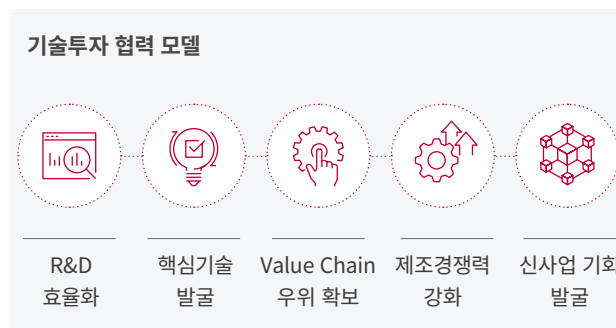 기술투자 협력 모델
R&D
효율화
핵심기술
발굴
Value Chain
우위 확보
제조경쟁력
강화
신사업 기회
발굴